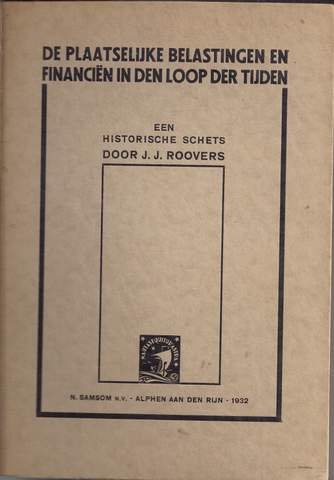 DE PLAATSELIJKE BELASTINGEN EN
FINANCIËN IN DEN LOOP DER TIJDEN
EEN
HISTORISCHE SCHETS
DOOR J. J. ROOVERS
N. SAMSOM N.V. - ALPHEN AAN DEN RIJN - 1932